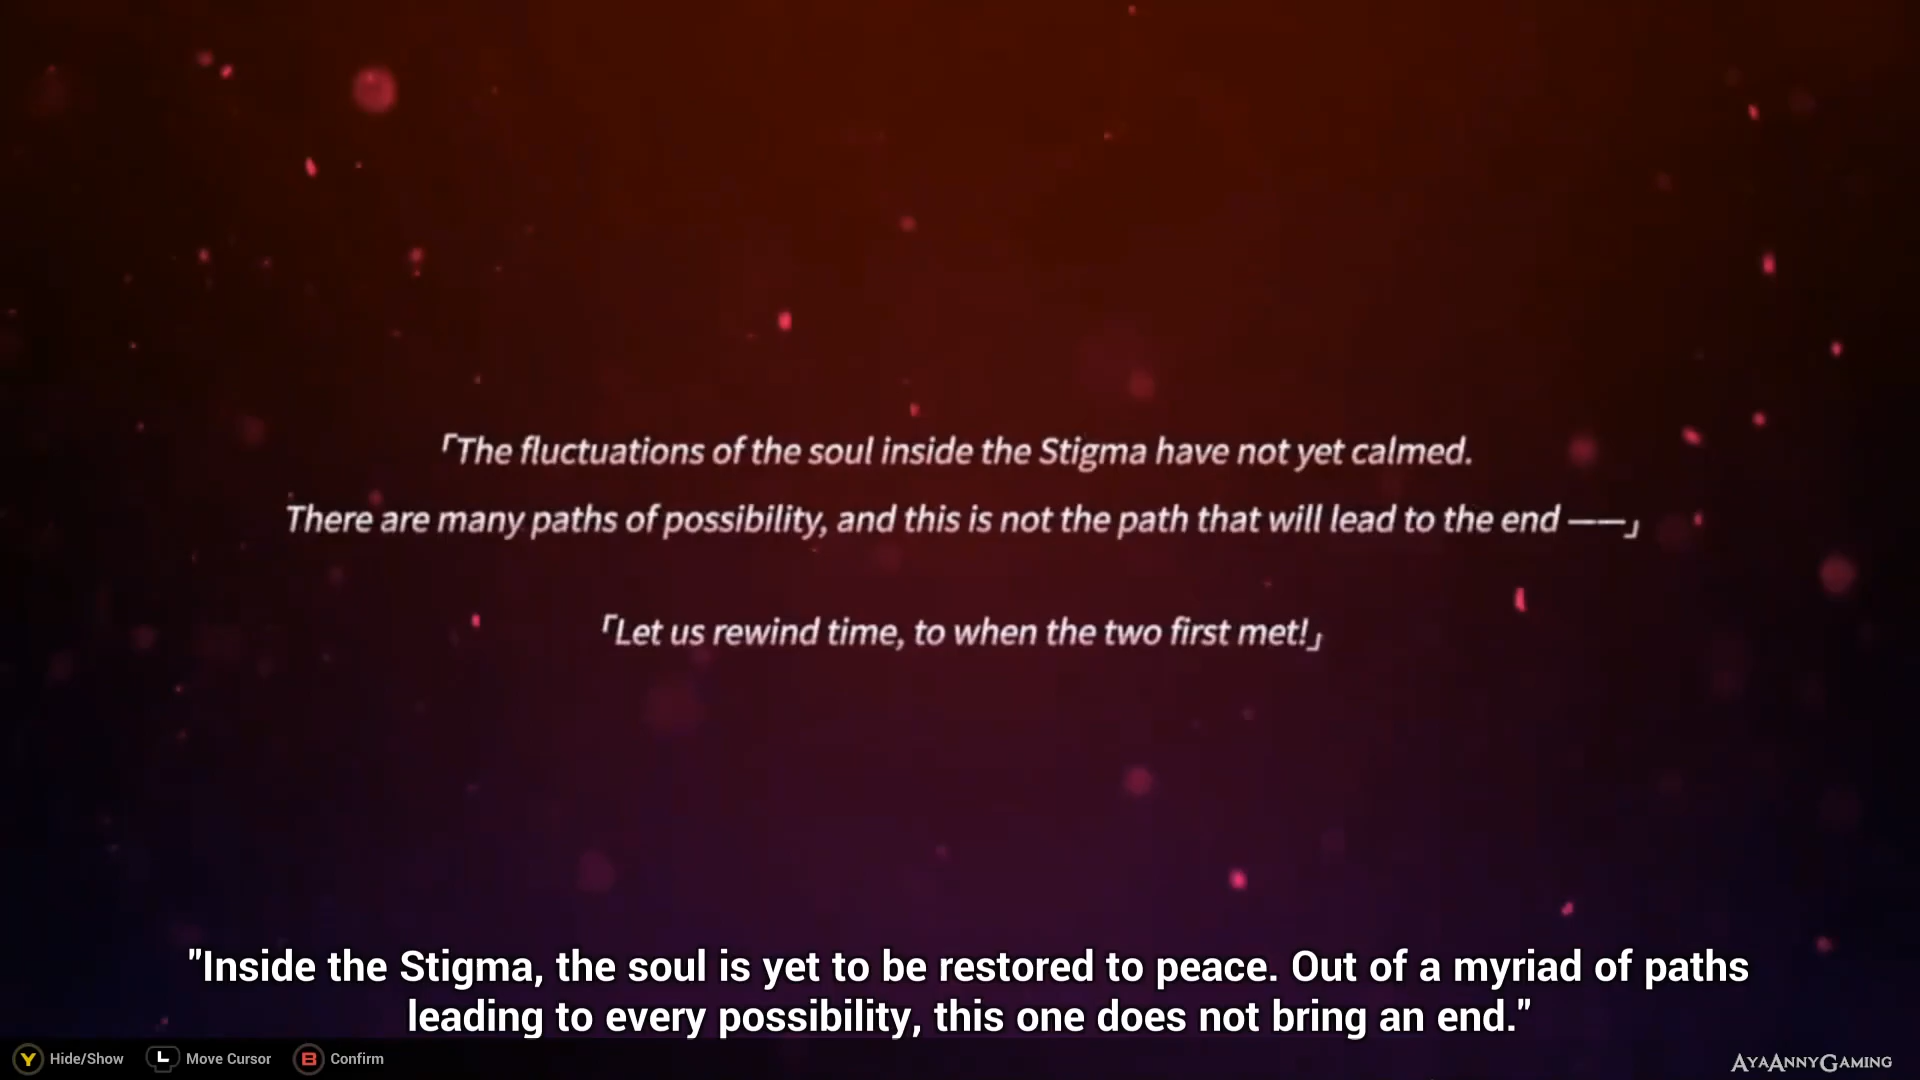 「The fluctuations of the soul inside the Stigma have not yet calmed.
There are many paths of possibility, and this is not the path that will lead to the end ——」
「Let us rewind time, to when the two first met!」
"Inside the Stigma, the soul is yet to be restored to peace. Out of a myriad of paths
leading to every possibility, this one does not bring an end."
Y Hide/Show L Move Cursor B Confirm
AyaAnnyGaming